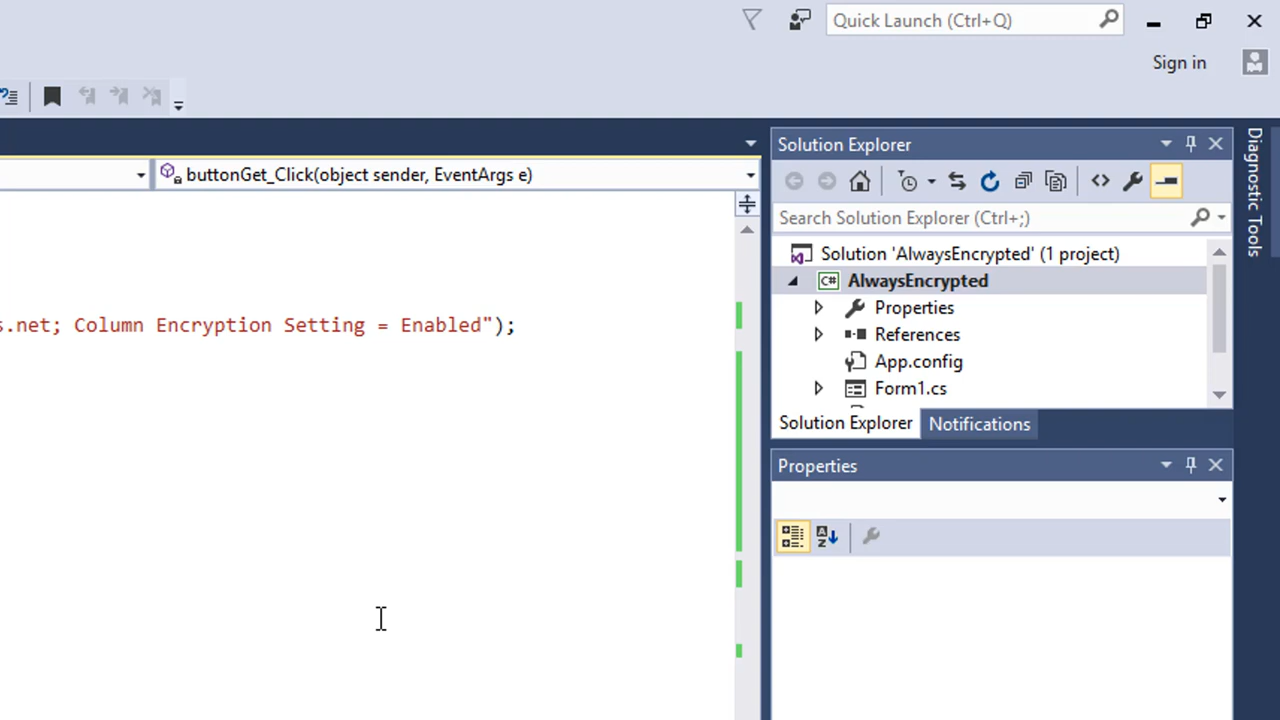 Quick Launch (Ctrl+Q)
Sign in
buttonGet_Click(object sender, EventArgs e)
s.net; Column Encryption Setting = Enabled");
Solution Explorer
Search Solution Explorer (Ctrl+;)
Solution 'AlwaysEncrypted' (1 project)
C# AlwaysEncrypted
Properties
References
App.config
Form1.cs
Solution Explorer Notifications
Properties
Diagnostic Tools